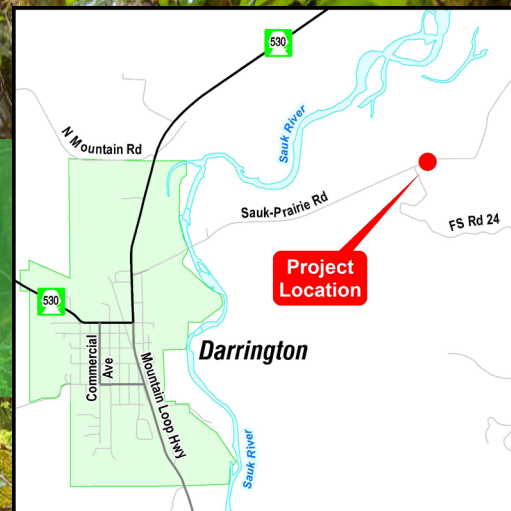 530
N Mountain Rd
Sauk River
Sauk-Prairie Rd
FS Rd 24
Project
Location
530
Commercial
Ave
Mountain Loop Hwy
Darrington
Sauk River